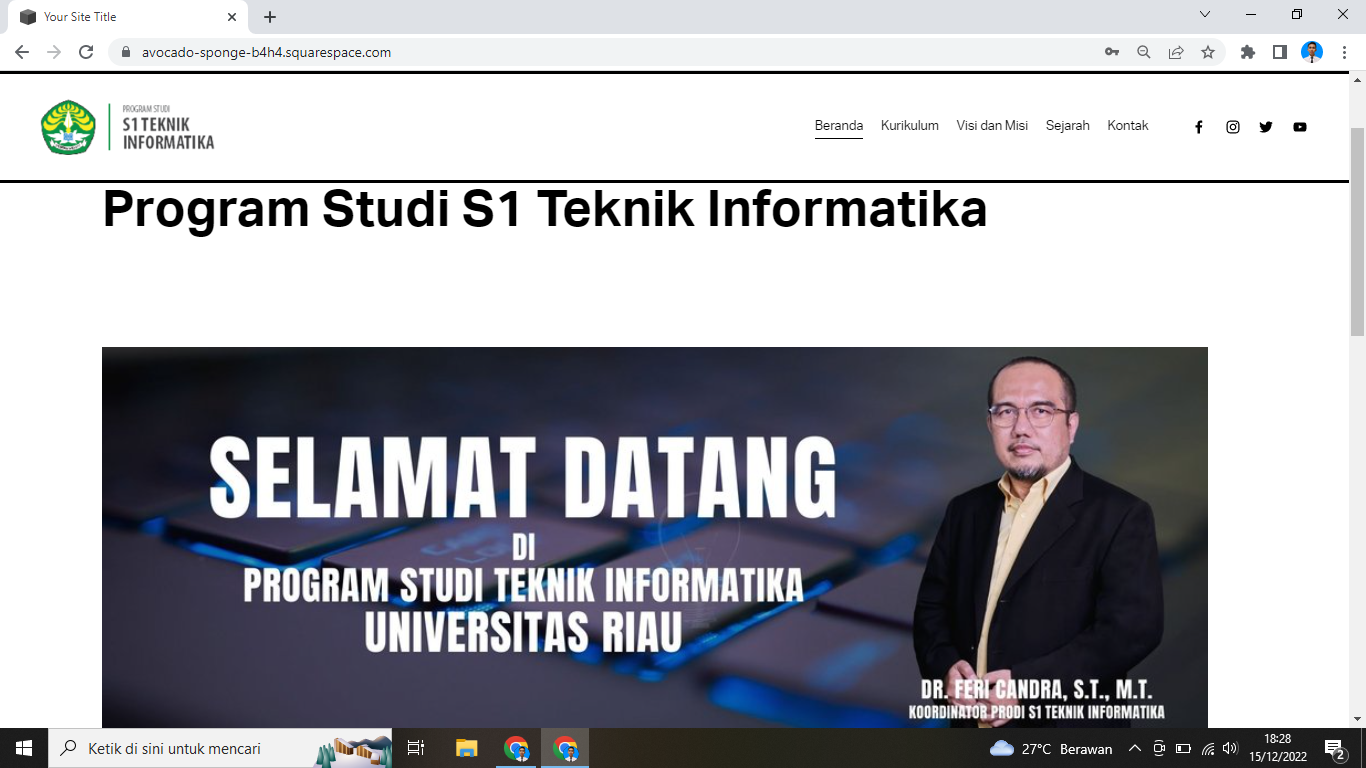 Your Site Title
avocado-sponge-b4h4.squarespace.com
PROGRAM STUDI
S1 TEKNIK
INFORMATIKA
Beranda Kurikulum Visi dan Misi Sejarah Kontak
Program Studi S1 Teknik Informatika
SELAMAT DATANG
DI
PROGRAM STUDI TEKNIK INFORMATIKA
UNIVERSITAS RIAU
DR. FERI CANDRA, S.T., M.T.
KOORDINATOR PRODI S1 TEKNIK INFORMATIKA
Ketik di sini untuk mencari
27°C Berawan
18:28
15/12/2022
2